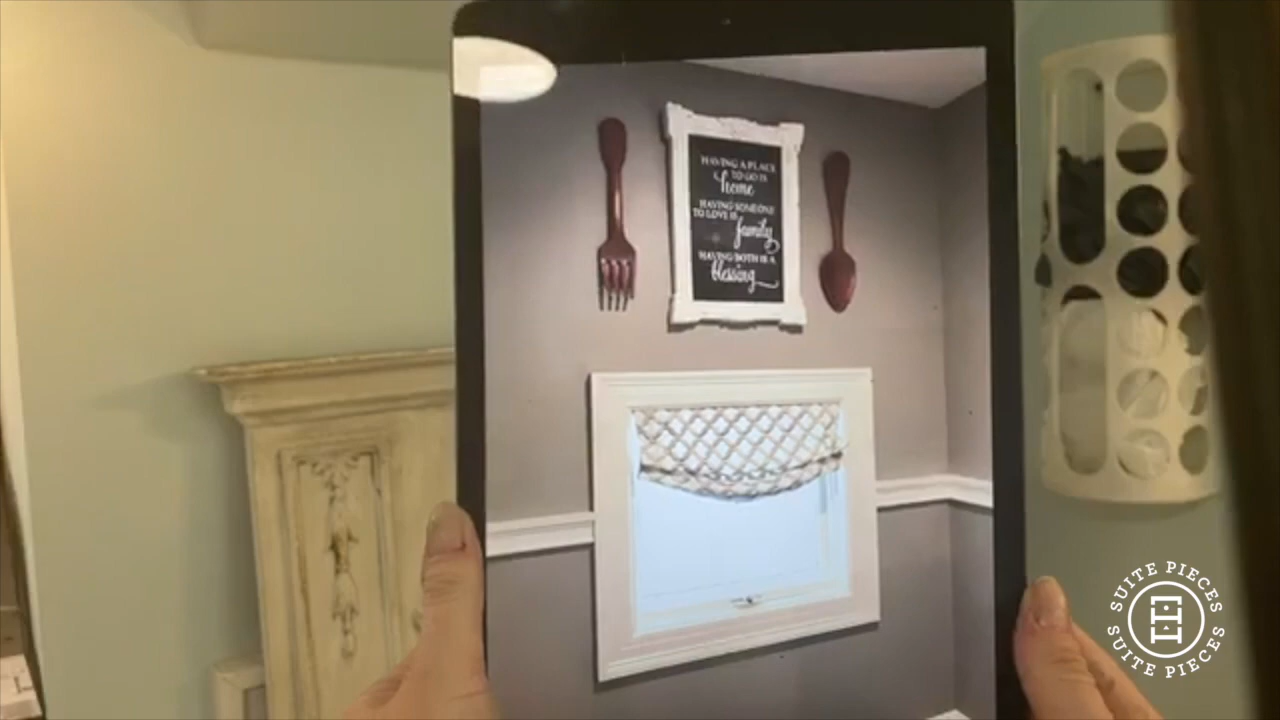 HAVING A PLACE
TO GO IS
home
HAVING SOMEONE
TO LOVE IS
family
HAVING BOTH IS A
blessing
SUITE PIECES
SUITE PIECES